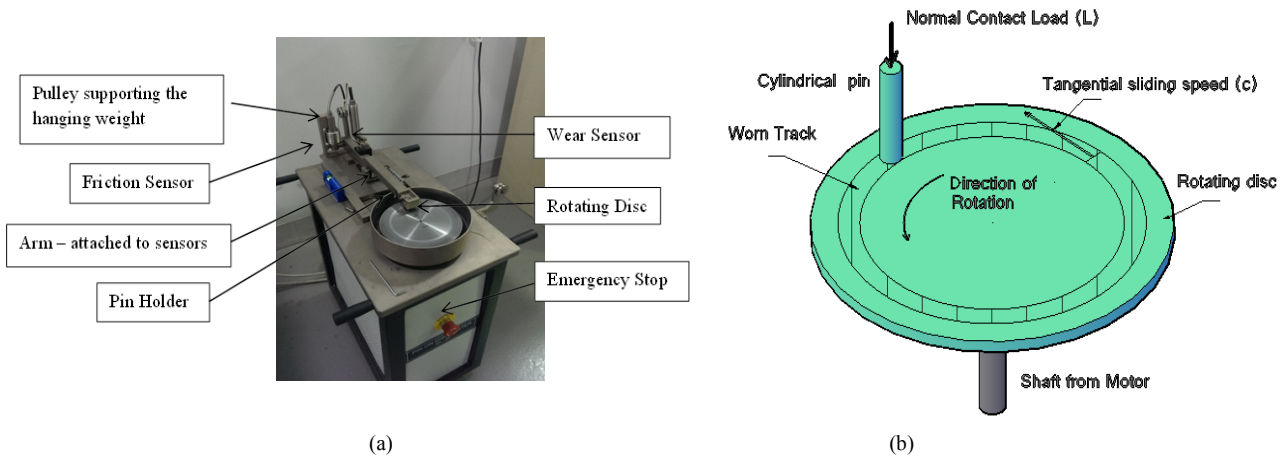 Pulley supporting the
hanging weight
Friction Sensor
Arm – attached to sensors
Pin Holder
Wear Sensor
Rotating Disc
Emergency Stop
(a)
Normal Contact Load (L)
Cylindrical pin
Tangential sliding speed (c)
Worn Track
Direction of
Rotation
Rotating disc
Shaft from Motor
(b)